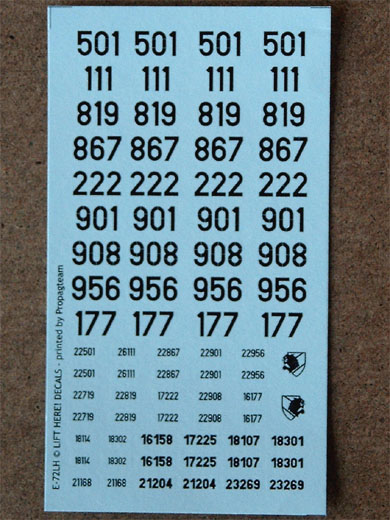 501 501 501 501
111 111 111 111
819 819 819 819
867 867 867 867
222 222 222 222
901 901 901 901
908 908 908 908
956 956 956 956
177 177 177 177
22501 26111 22867 22901 22956
22501 26111 22867 22901 22956
22719 22819 17222 22908 16177
22719 22819 17222 22908 16177
18114 18302 16158 17225 18107 18301
18114 18302 16158 17225 18107 18301
21168 21168 21204 21204 23269 23269
E-72LH © LIFT HERE! DECALS - printed by Propagteam